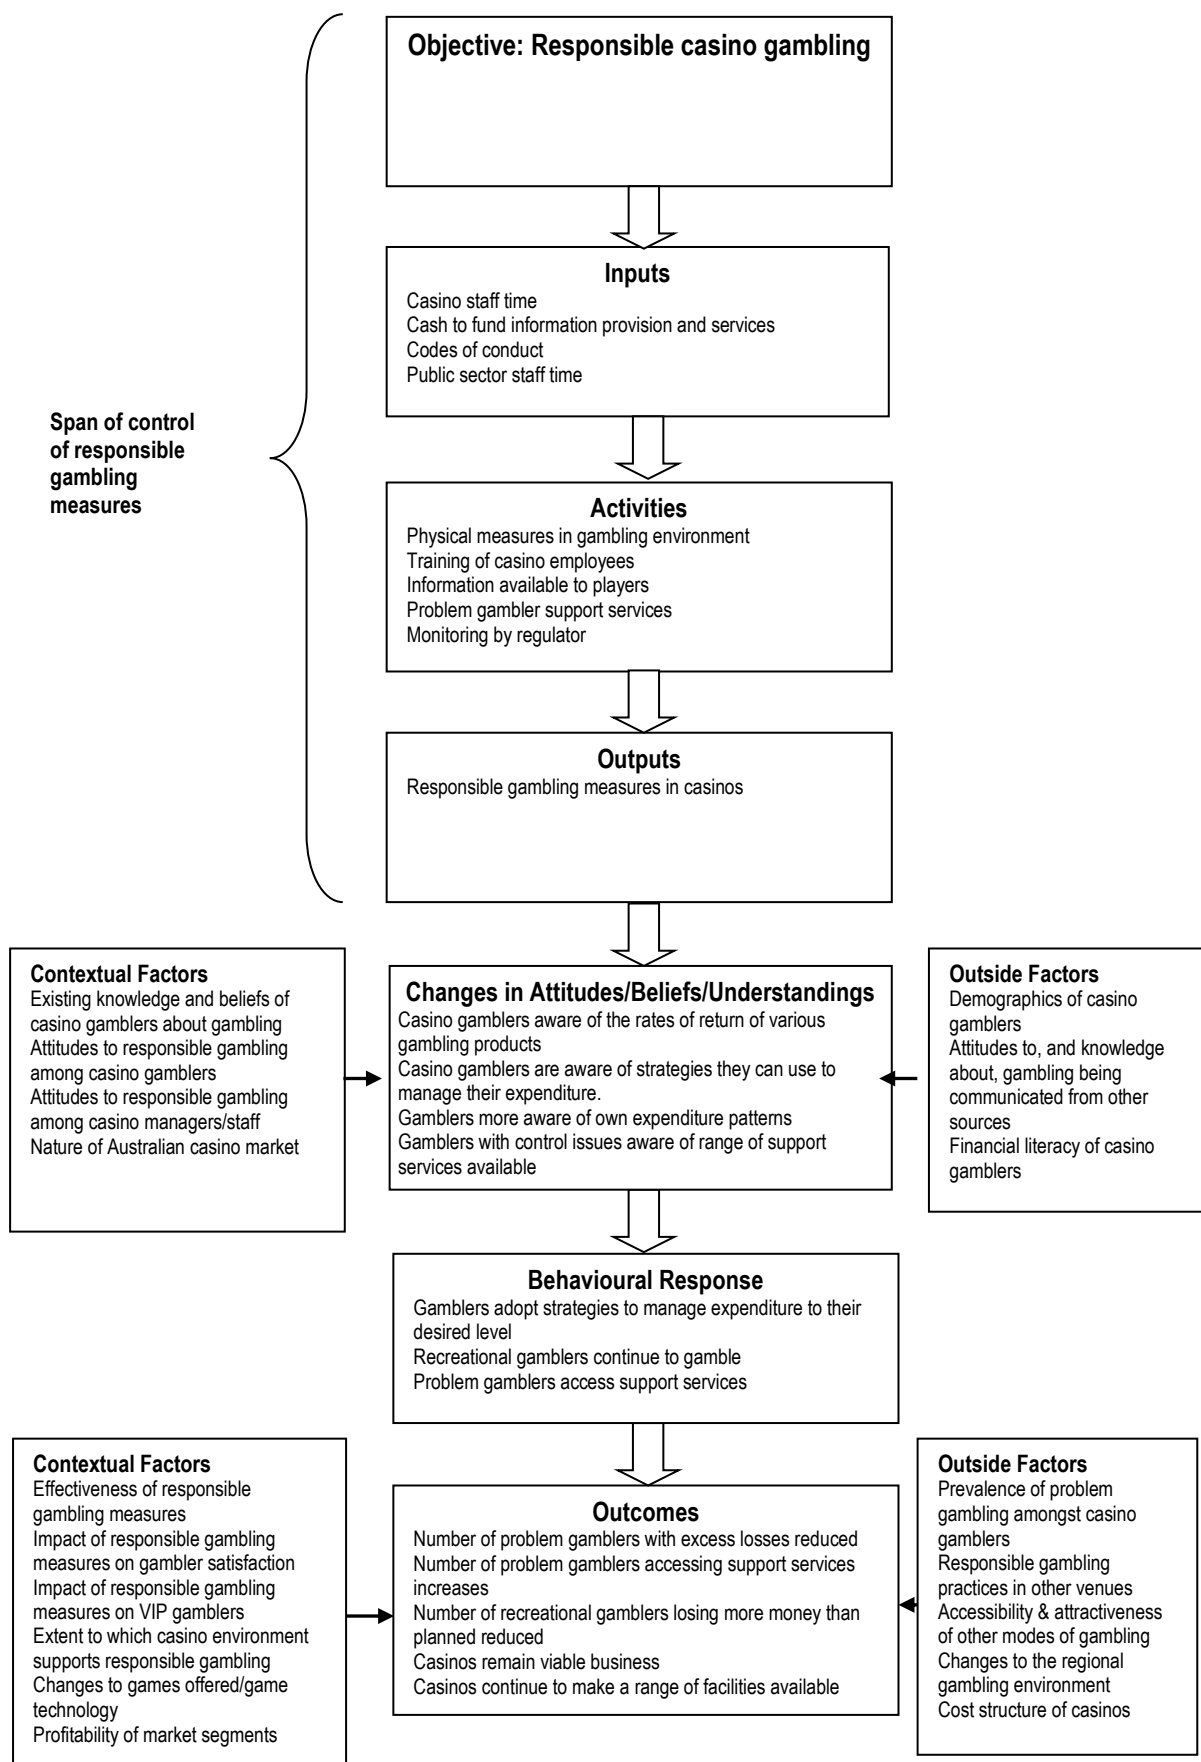 Objective: Responsible casino gambling
Inputs
Casino staff time
Cash to fund information provision and services
Codes of conduct
Public sector staff time
Span of control
of responsible
gambling
measures
Activities
Physical measures in gambling environment
Training of casino employees
Information available to players
Problem gambler support services
Monitoring by regulator
Outputs
Responsible gambling measures in casinos
Contextual Factors
Existing knowledge and beliefs of
casino gamblers about gambling
Attitudes to responsible gambling
among casino gamblers
Attitudes to responsible gambling
among casino managers/staff
Nature of Australian casino market
Changes in Attitudes/Beliefs/Understandings
Casino gamblers aware of the rates of return of various
gambling products
Casino gamblers are aware of strategies they can use to
manage their expenditure.
Gamblers more aware of own expenditure patterns
Gamblers with control issues aware of range of support
services available
Outside Factors
Demographics of casino
gamblers
Attitudes to, and knowledge
about, gambling being
communicated from other
sources
Financial literacy of casino
gamblers
Behavioural Response
Gamblers adopt strategies to manage expenditure to their
desired level
Recreational gamblers continue to gamble
Problem gamblers access support services
Contextual Factors
Effectiveness of responsible
gambling measures
Impact of responsible gambling
measures on gambler satisfaction
Impact of responsible gambling
measures on VIP gamblers
Extent to which casino environment
supports responsible gambling
Changes to games offered/game
technology
Profitability of market segments
Outcomes
Number of problem gamblers with excess losses reduced
Number of problem gamblers accessing support services
increases
Number of recreational gamblers losing more money than
planned reduced
Casinos remain viable business
Casinos continue to make a range of facilities available
Outside Factors
Prevalence of problem
gambling amongst casino
gamblers
Responsible gambling
practices in other venues
Accessibility & attractiveness
of other modes of gambling
Changes to the regional
gambling environment
Cost structure of casinos